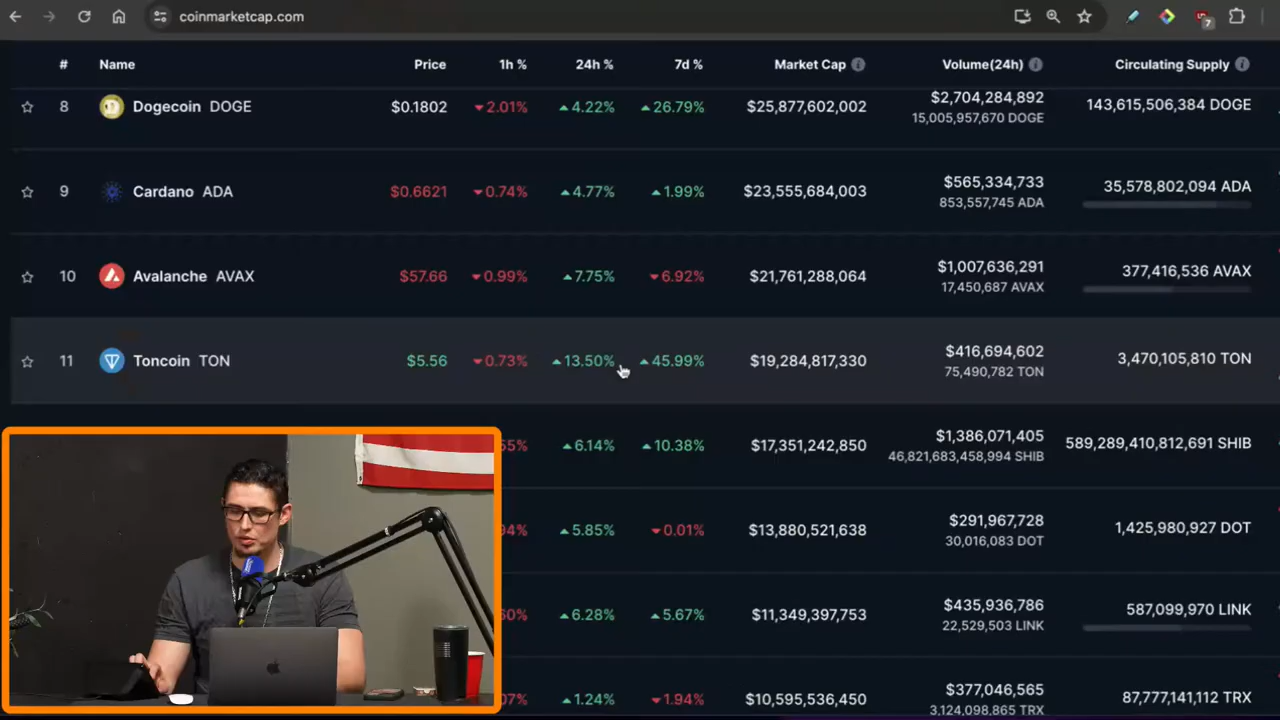 coinmarketcap.com
7
# Name Price 1h % 24h % 7d % Market Cap Volume(24h) Circulating Supply
8 Dogecoin DOGE $0.1802 2.01% 4.22% 26.79% $25,877,602,002 $2,704,284,892 143,615,506,384 DOGE
15,005,957,670 DOGE
9 Cardano ADA $0.6621 0.74% 4.77% 1.99% $23,555,684,003 $565,334,733 35,578,802,094 ADA
853,557,745 ADA
10 Avalanche AVAX $57.66 0.99% 7.75% 6.92% $21,761,288,064 $1,007,636,291 377,416,536 AVAX
17,450,687 AVAX
11 Toncoin TON $5.56 0.73% 13.50% 45.99% $19,284,817,330 $416,694,602 3,470,105,810 TON
75,490,782 TON
55% 6.14% 10.38% $17,351,242,850 $1,386,071,405 589,289,410,812,691 SHIB
46,821,683,458,994 SHIB
94% 5.85% 0.01% $13,880,521,638 $291,967,728 1,425,980,927 DOT
30,016,083 DOT
60% 6.28% 5.67% $11,349,397,753 $435,936,786 587,099,970 LINK
22,529,503 LINK
07% 1.24% 1.94% $10,595,536,450 $377,046,565 87,777,141,112 TRX
3,124,098,865 TRX